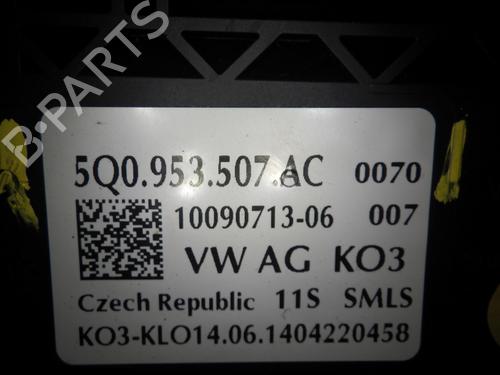 5Q0.953.507.AC 0070
10090713-06 007
VW AG KO3
Czech Republic 11S SMLS
KO3-KLO14.06.1404220458
B-PARTS